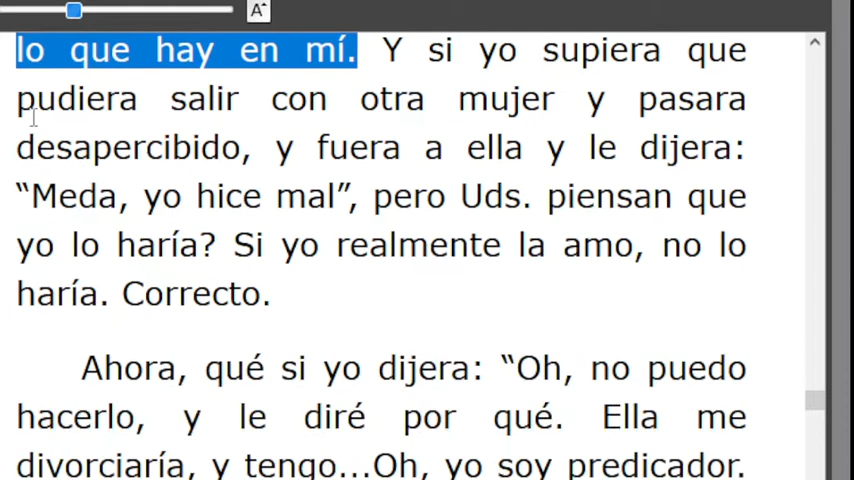 A
lo que hay en mí. Y si yo supiera que
pudiera salir con otra mujer y pasara
desapercibido, y fuera a ella y le dijera:
“Meda, yo hice mal”, pero Uds. piensan que
yo lo haría? Si yo realmente la amo, no lo
haría. Correcto.
Ahora, qué si yo dijera: “Oh, no puedo
hacerlo, y le diré por qué. Ella me
divorciaría, y tengo...Oh, yo soy predicador.